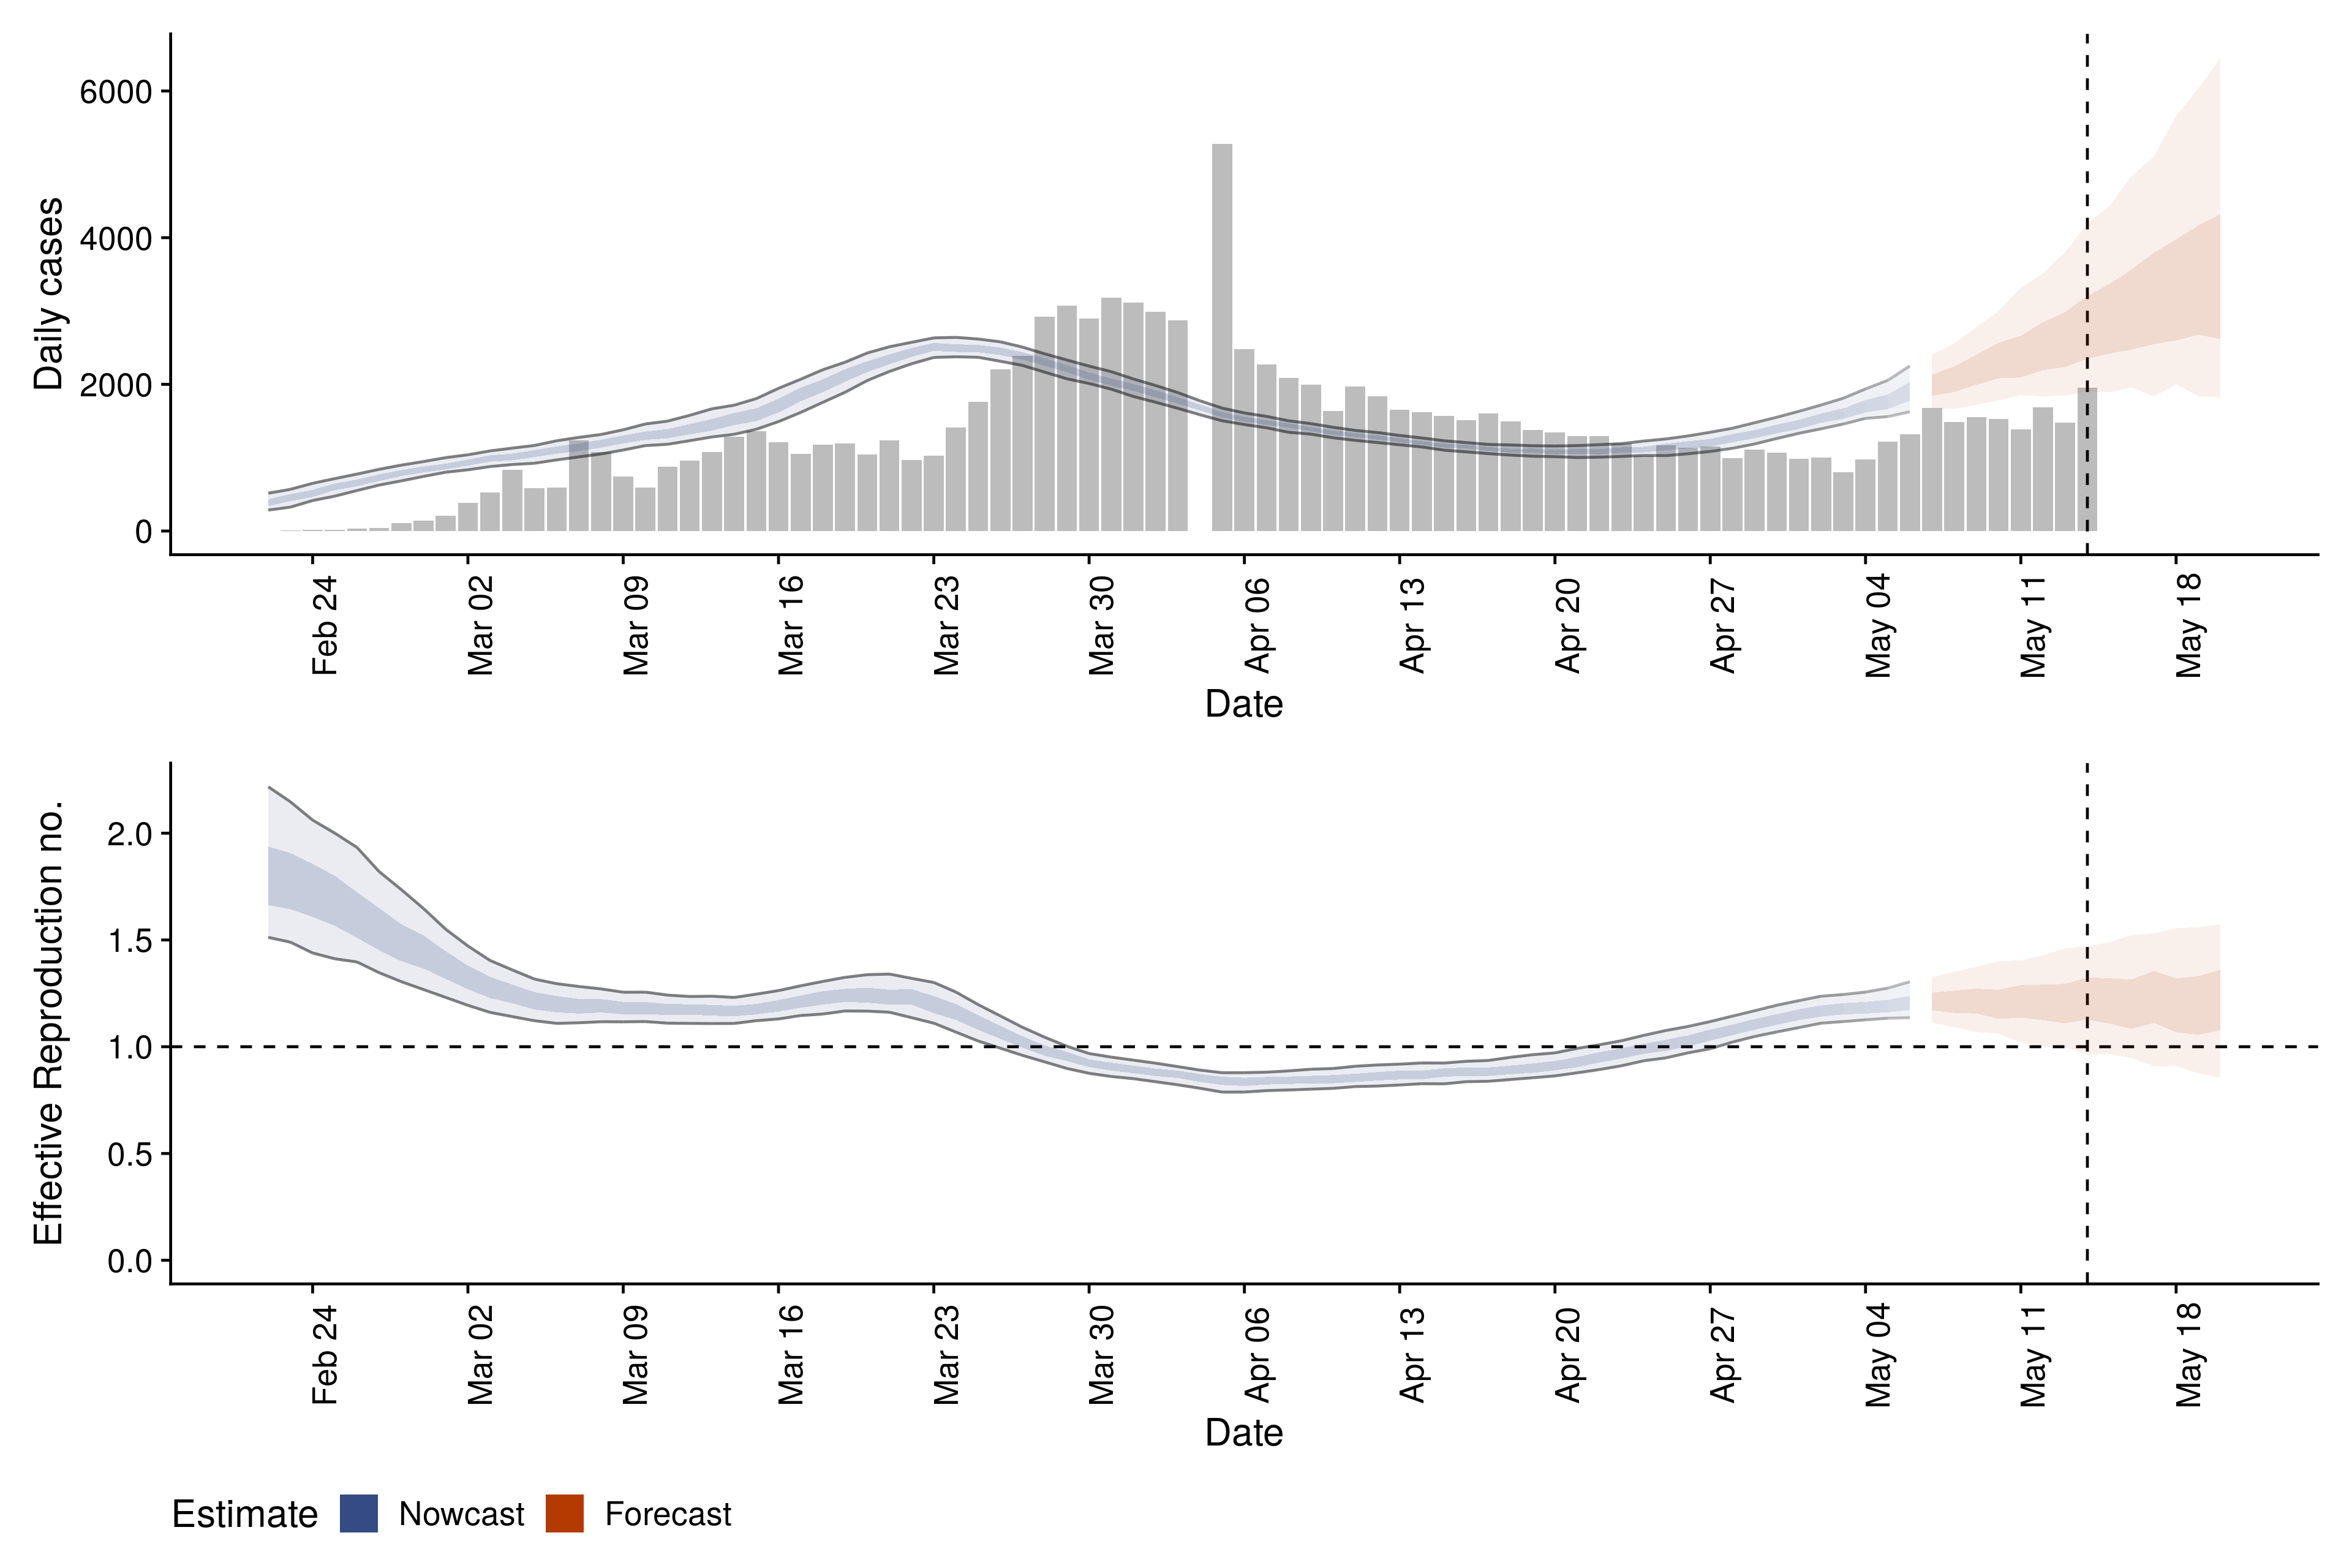 Daily cases
6000
4000
2000
0
Feb 24
Mar 02
Mar 09
Mar 16
Mar 23
Mar 30
Apr 06
Apr 13
Apr 20
Apr 27
May 04
May 11
May 18
Date
Effective Reproduction no.
2.0
1.5
1.0
0.5
0.0
Feb 24
Mar 02
Mar 09
Mar 16
Mar 23
Mar 30
Apr 06
Apr 13
Apr 20
Apr 27
May 04
May 11
May 18
Date
Estimate Nowcast Forecast